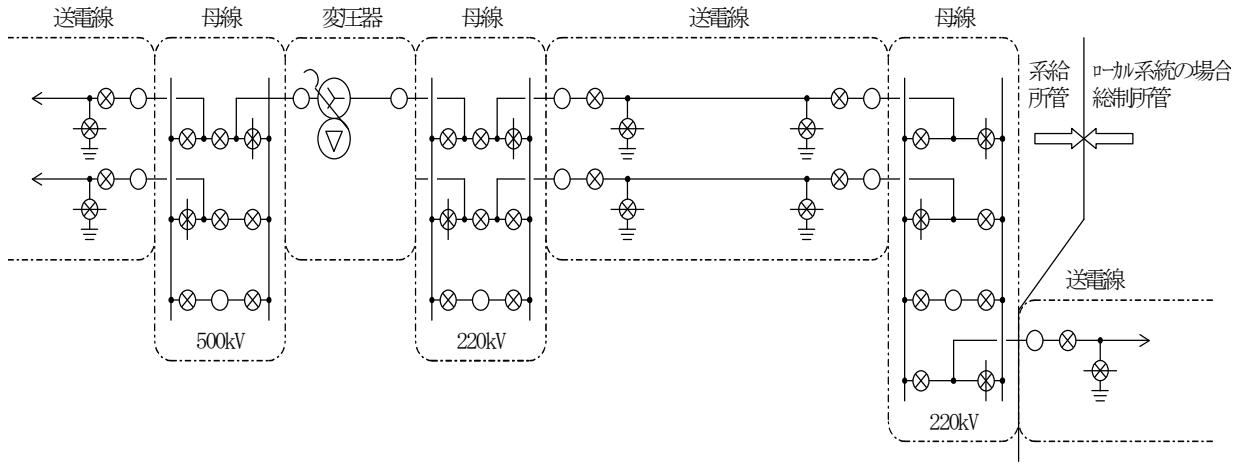 送電線
母線
変圧器
母線
送電線
母線
系給
所管
ﾛｰｶﾙ系統の場合
総制所管
送電線
500kV
220kV
220kV